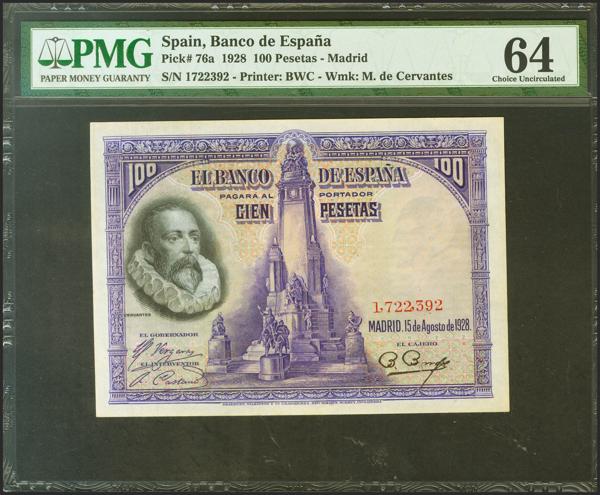 PMG
PAPER MONEY GUARANTY
Spain, Banco de España
Pick# 76a 1928 100 Pesetas - Madrid
S/N 1722392 - Printer: BWC - Wmk: M. de Cervantes
64
Choice Uncirculated
100
100
EL BANCO DE ESPAÑA
PAGARÁ AL PORTADOR
CIEN PESETAS
CERVANTES
1.722.392
MADRID, 15 de Agosto de 1928.
EL GOBERNADOR
EL CAJERO
EL INTERVENTOR